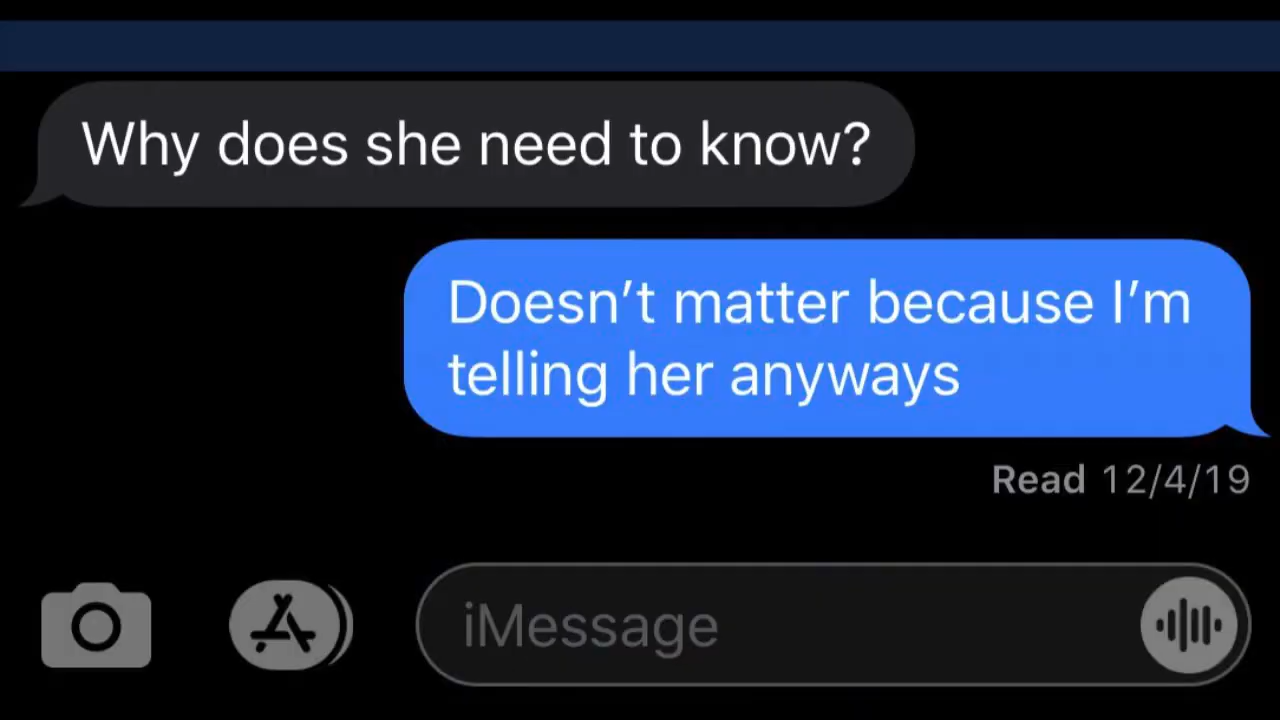 Why does she need to know?
Doesn’t matter because I’m
telling her anyways
Read 12/4/19
iMessage